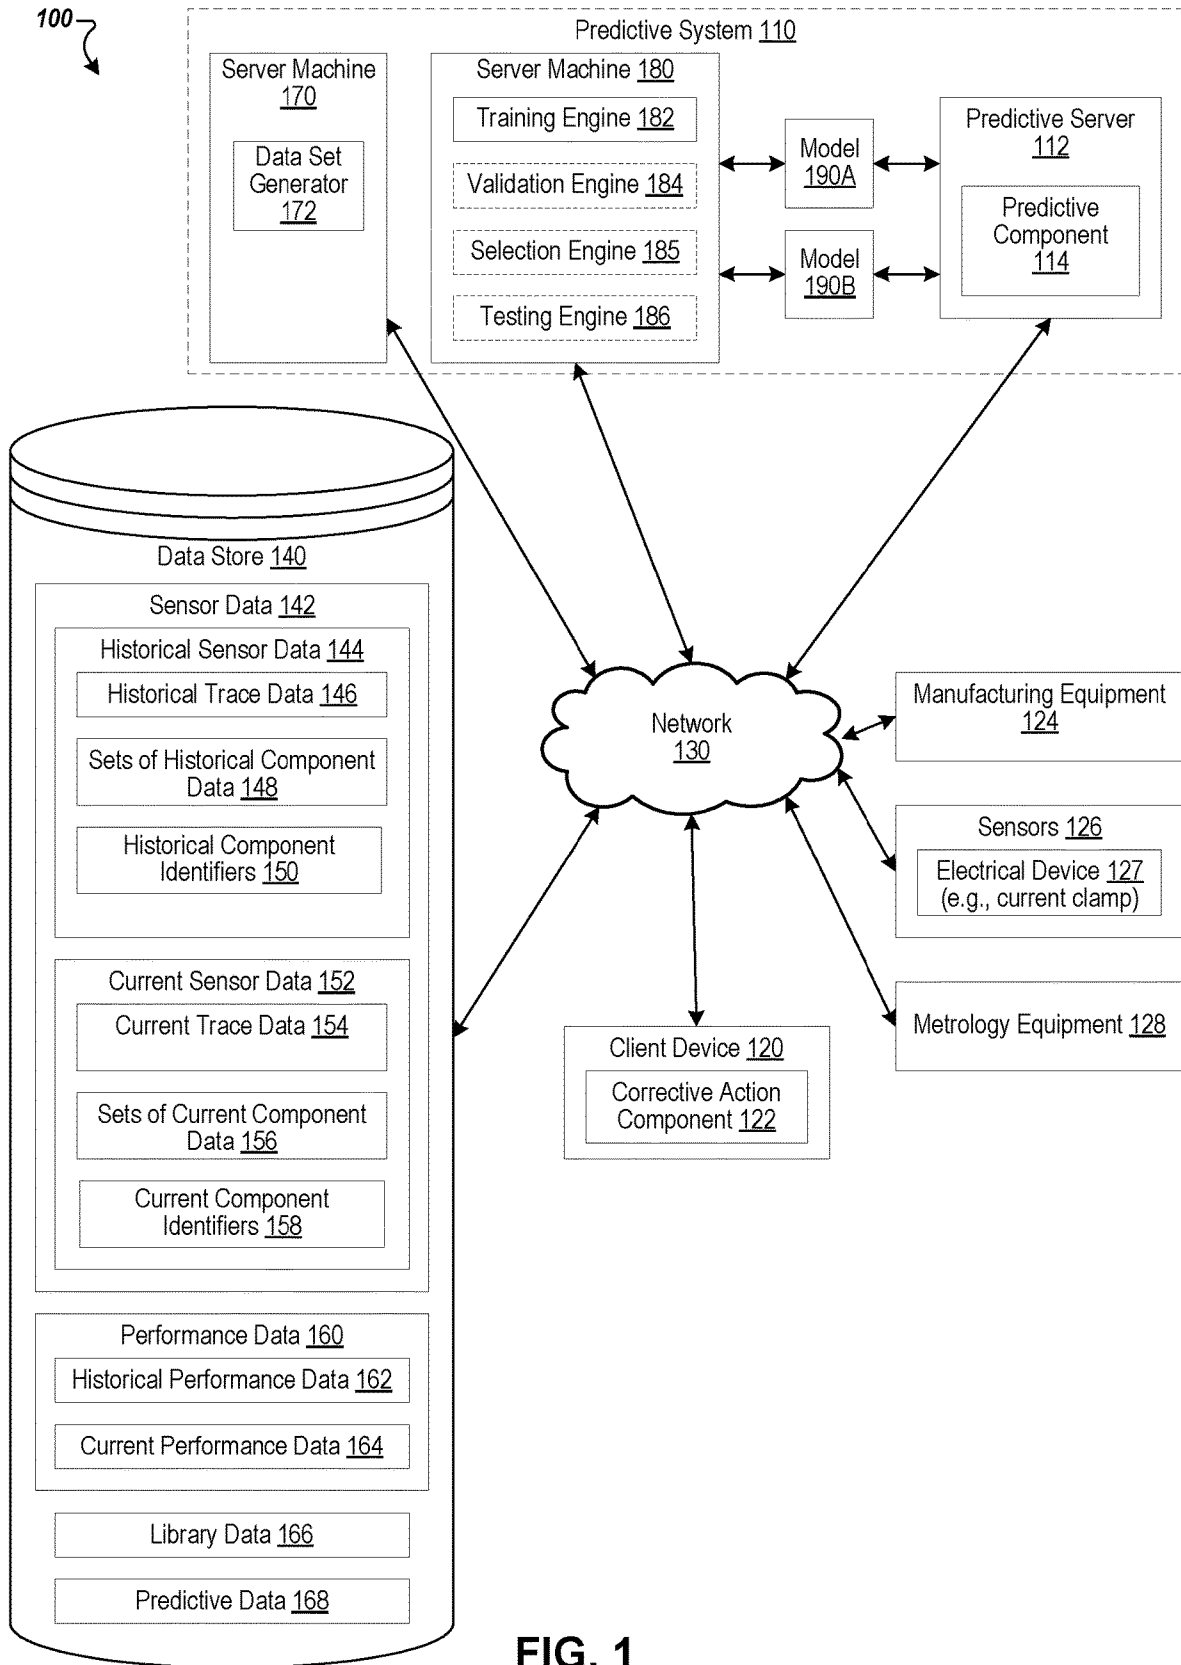 100
Predictive System 110
Server Machine
170
Data Set
Generator
172
Server Machine 180
Training Engine 182
Validation Engine 184
Selection Engine 185
Testing Engine 186
Model
190A
Model
190B
Predictive Server
112
Predictive
Component
114
Data Store 140
Sensor Data 142
Historical Sensor Data 144
Historical Trace Data 146
Sets of Historical Component
Data 148
Historical Component
Identifiers 150
Current Sensor Data 152
Current Trace Data 154
Sets of Current Component
Data 156
Current Component
Identifiers 158
Performance Data 160
Historical Performance Data 162
Current Performance Data 164
Library Data 166
Predictive Data 168
Network
130
Manufacturing Equipment
124
Sensors 126
Electrical Device 127
(e.g., current clamp)
Metrology Equipment 128
Client Device 120
Corrective Action
Component 122
FIG. 1